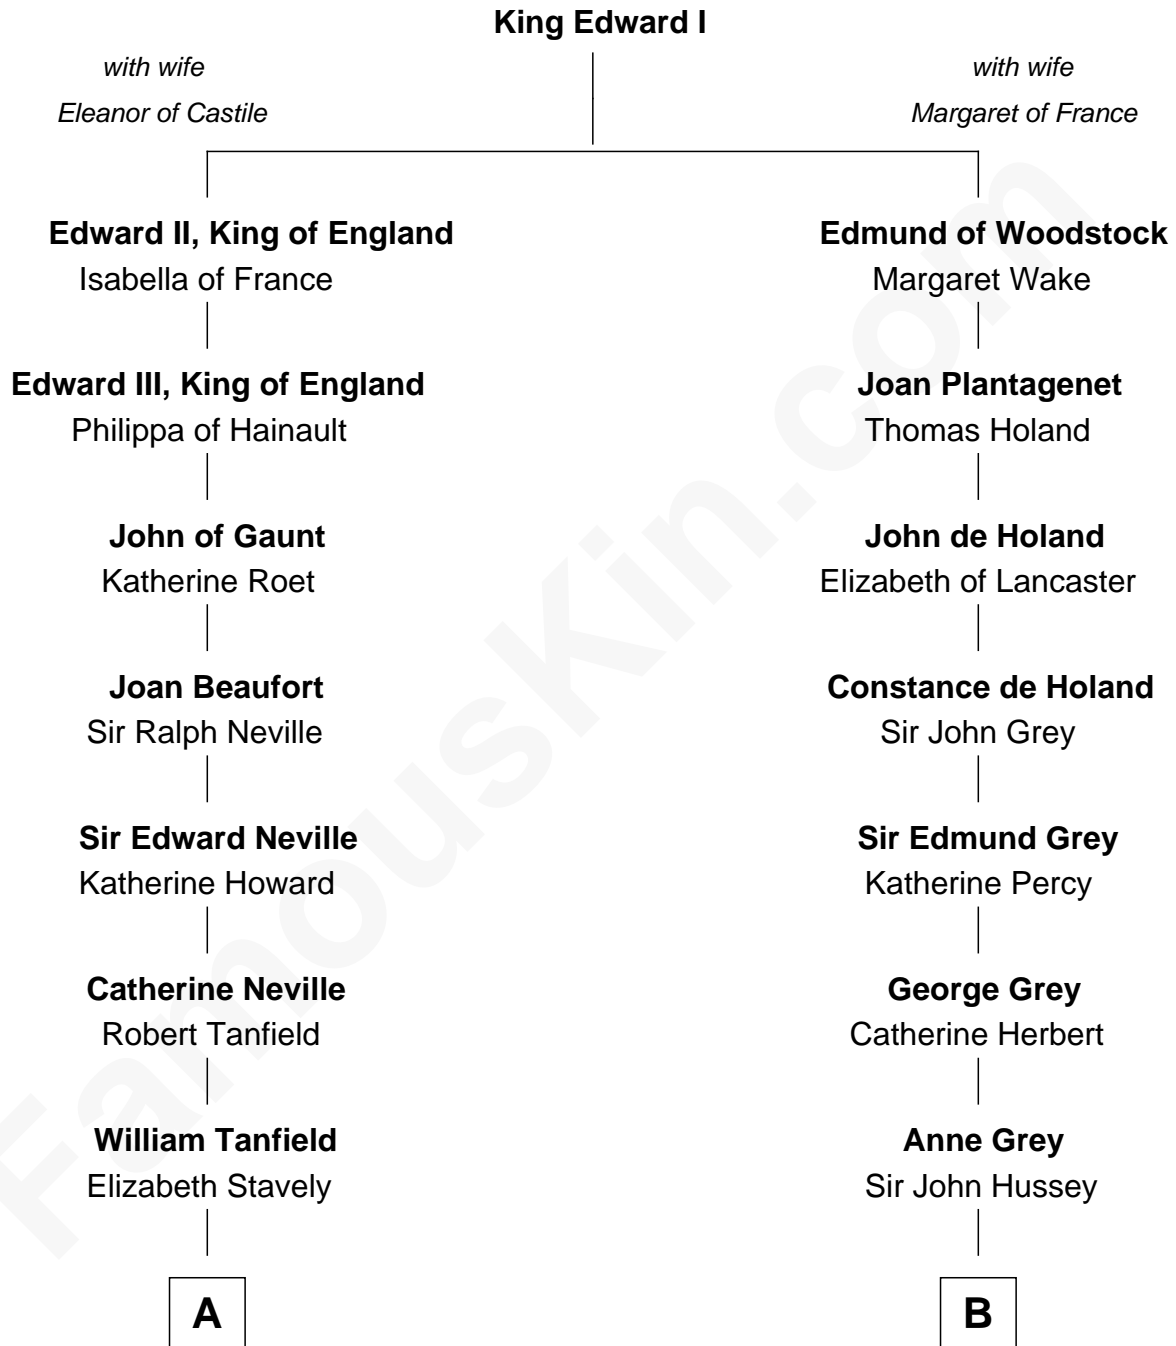 King Edward I
with wife
Eleanor of Castile
with wife
Margaret of France
Edward II, King of England
Isabella of France
Edmund of Woodstock
Margaret Wake
Edward III, King of England
Philippa of Hainault
Joan Plantagenet
Thomas Holand
John of Gaunt
Katherine Roet
John de Holand
Elizabeth of Lancaster
Joan Beaufort
Sir Ralph Neville
Constance de Holand
Sir John Grey
Sir Edward Neville
Katherine Howard
Sir Edmund Grey
Katherine Percy
Catherine Neville
Robert Tanfield
George Grey
Catherine Herbert
William Tanfield
Elizabeth Stavely
Anne Grey
Sir John Hussey
A
B
FamousKin.com